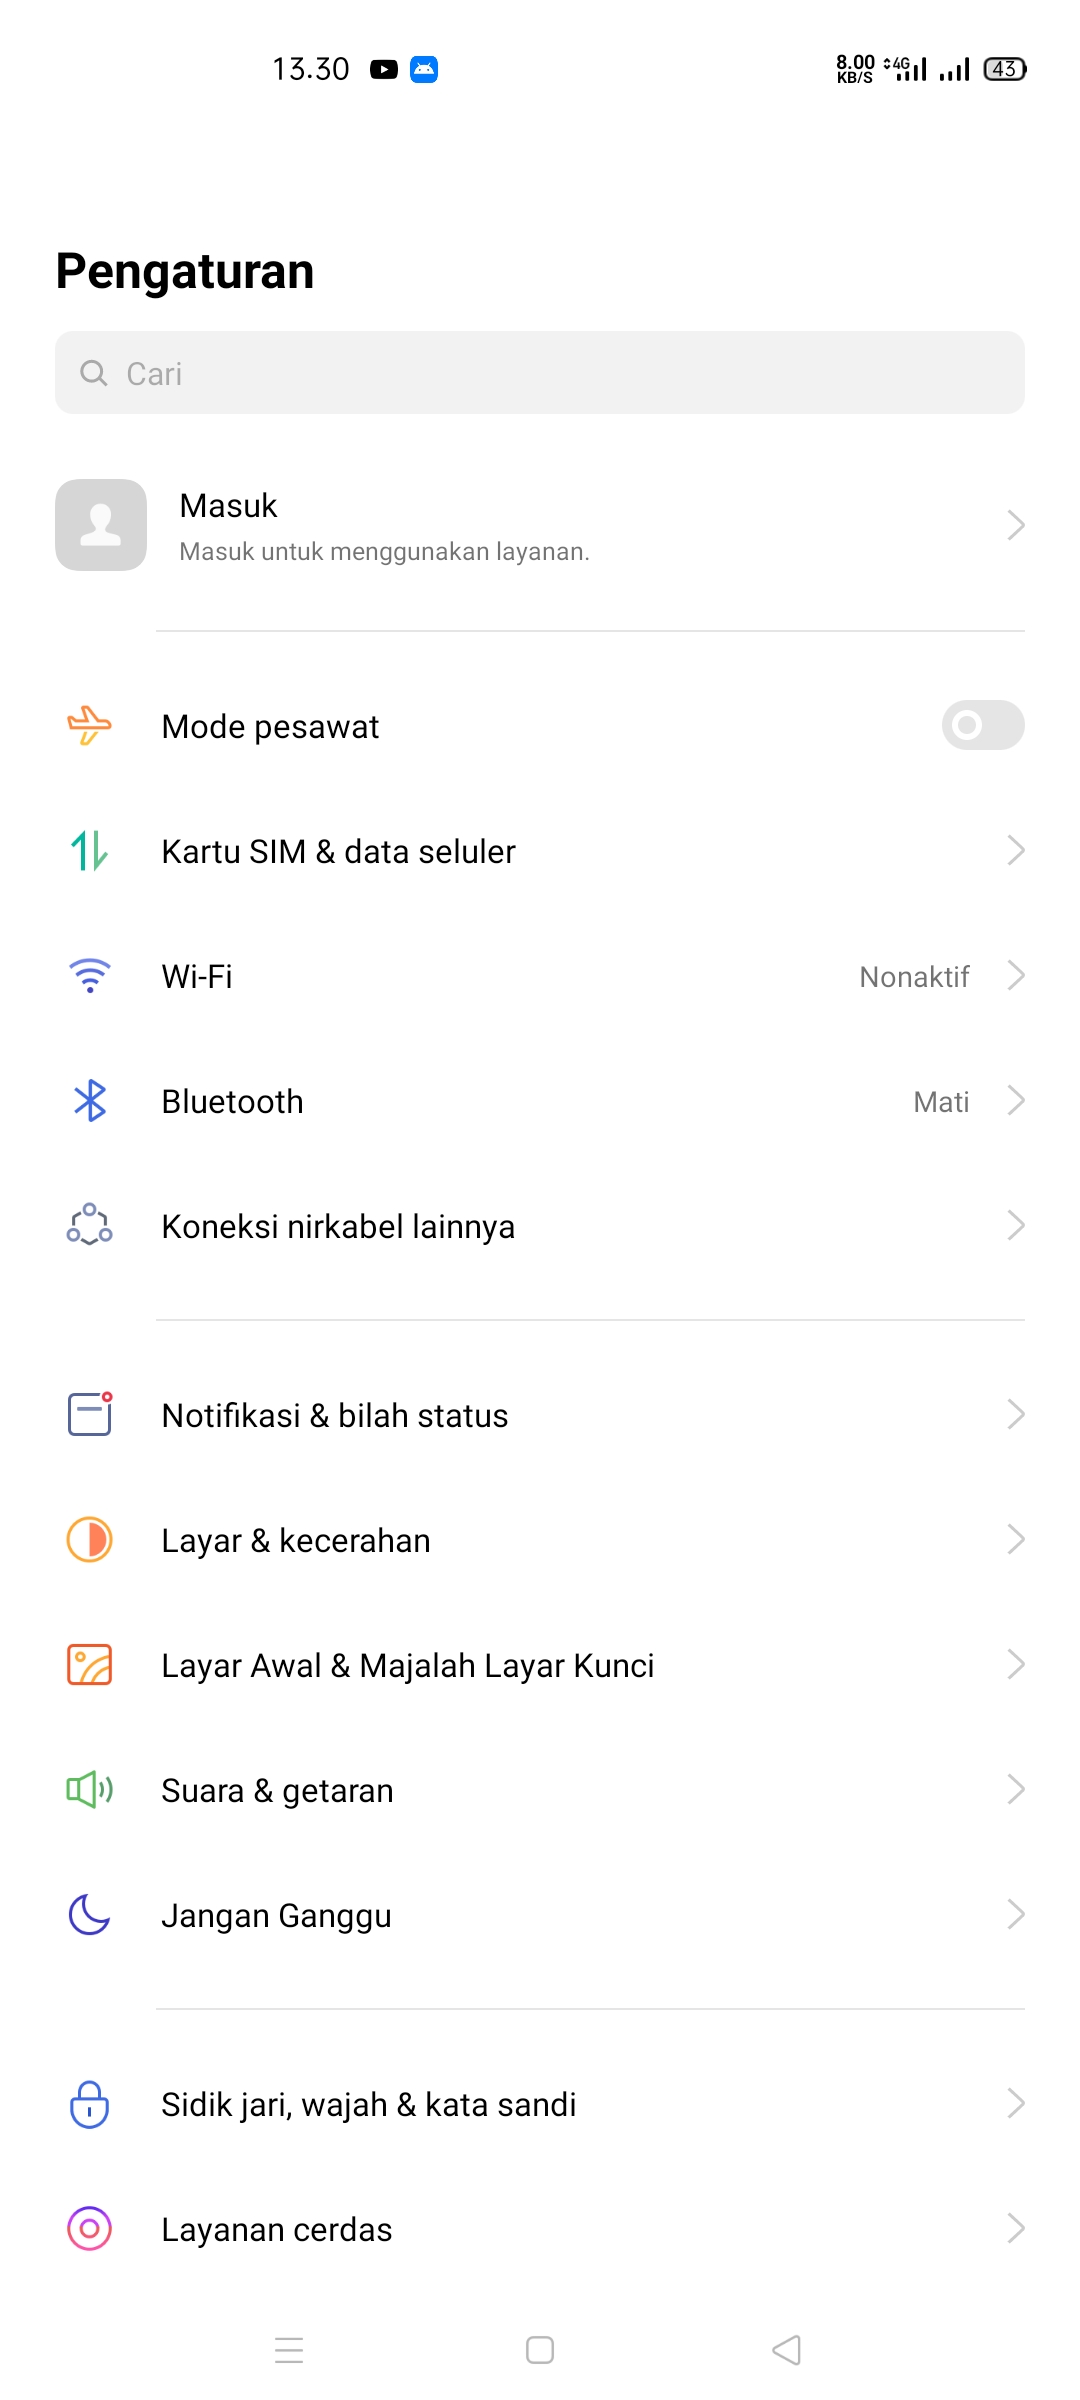 13.30
8.00 KB/S 4G 43
Pengaturan
Cari
Masuk
Masuk untuk menggunakan layanan.
Mode pesawat
Kartu SIM & data seluler
Wi-Fi Nonaktif
Bluetooth Mati
Koneksi nirkabel lainnya
Notifikasi & bilah status
Layar & kecerahan
Layar Awal & Majalah Layar Kunci
Suara & getaran
Jangan Ganggu
Sidik jari, wajah & kata sandi
Layanan cerdas